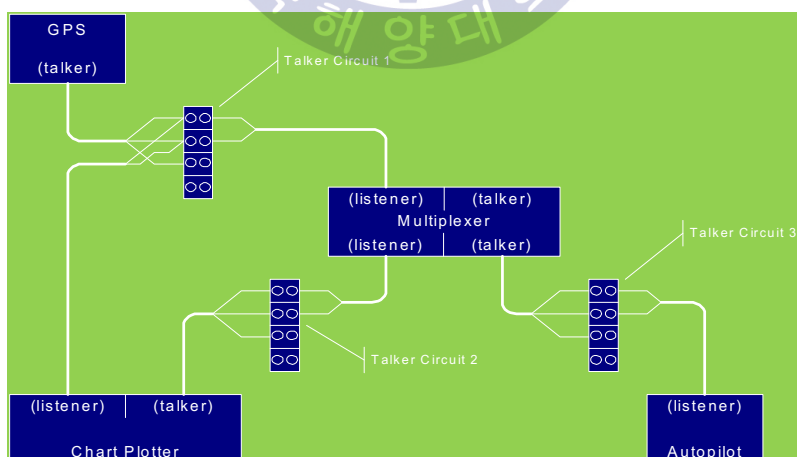 해양대
GPS
(talker)
Talker Circuit 1
(listener) (talker)
Multiplexer
(listener) (talker)
Talker Circuit 3
Talker Circuit 2
(listener) (talker)
Chart Plotter
(listener)
Autopilot